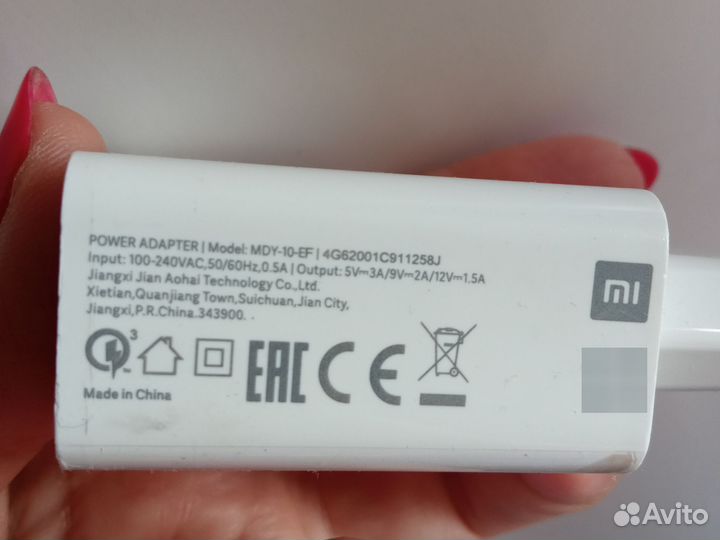 POWER ADAPTER | Model: MDY-10-EF | 4G62001C911258J
Input: 100-240VAC,50/60Hz,0.5A | Output: 5V⎓3A/9V⎓2A/12V⎓1.5A
Jiangxi Jian Aohai Technology Co.,Ltd.
Xietian,Quanjiang Town,Suichuan,Jian City,
Jiangxi,P.R.China.343900.
mi
3
TM
EAC CE
Made in China
Avito